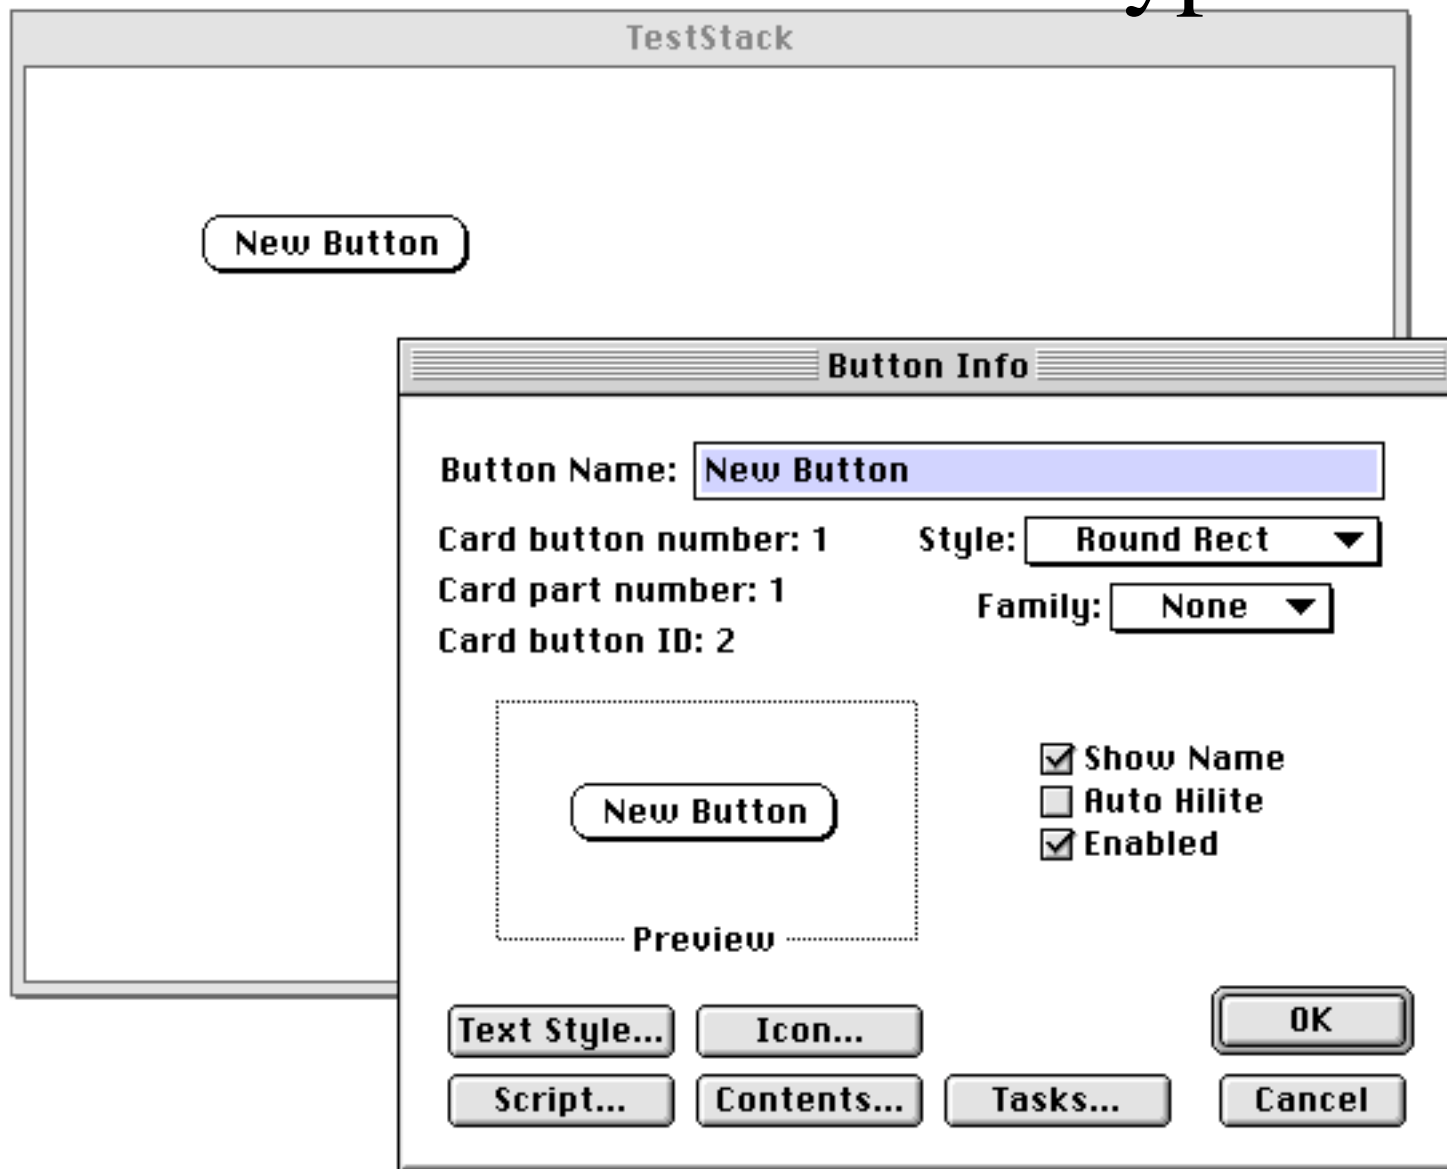 TestStack
New Button
Button Info
Button Name: New Button
Card button number: 1
Style: Round Rect
Card part number: 1
Family: None
Card button ID: 2
New Button
Preview
Show Name
Auto Hilite
Enabled
Text Style...
Icon...
OK
Script...
Contents...
Tasks...
Cancel